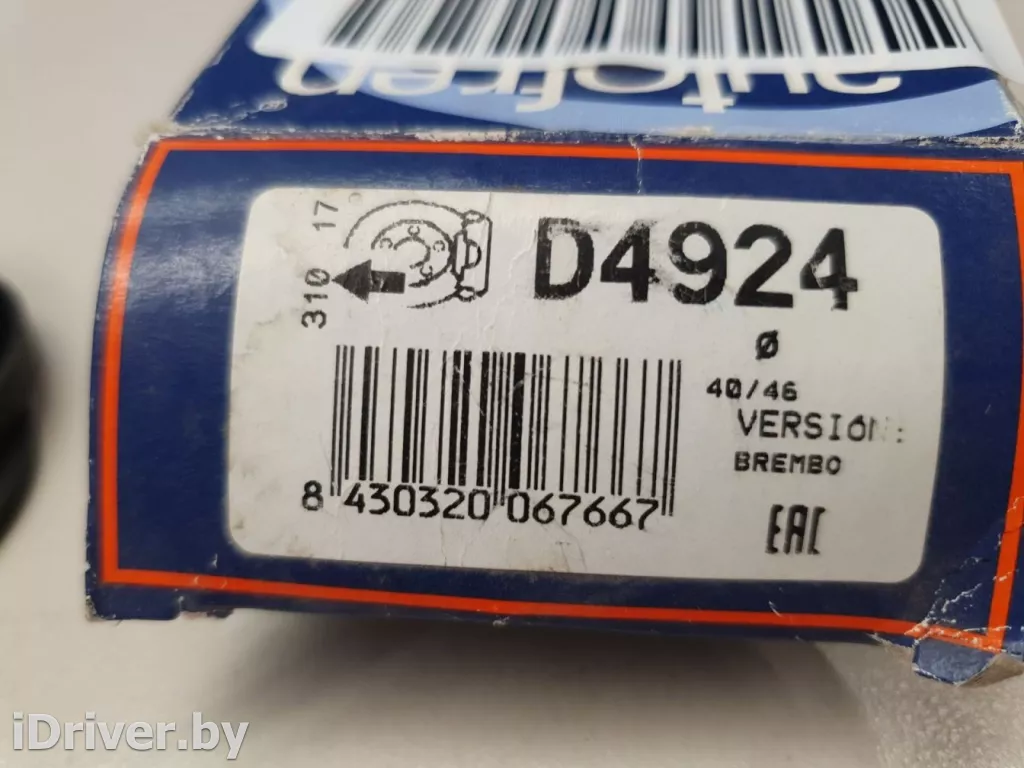 autofren
®
310 17
D4924
Ø
40/46
VERSIÓN:
BREMBO
8 430320 067667
EAC
iDriver.by